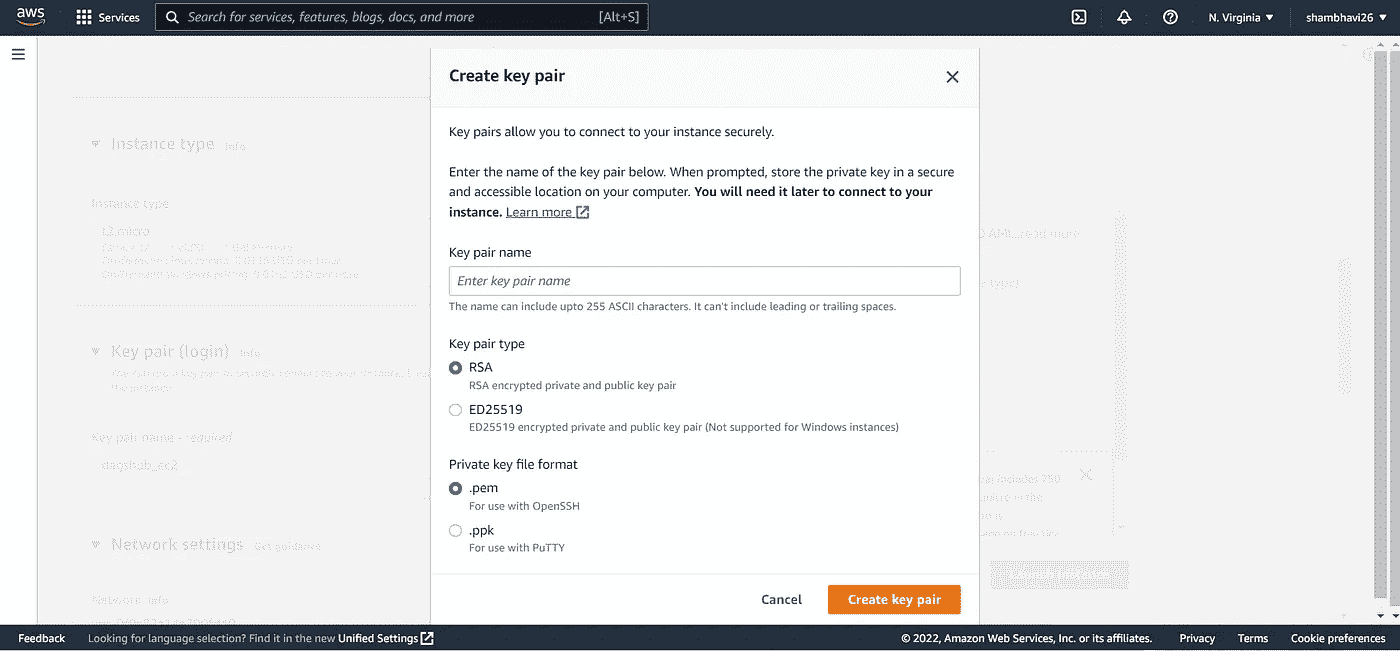 aws
Services
Search for services, features, blogs, docs, and more
[Alt+S]
N. Virginia
shambhavi26
Create key pair
Key pairs allow you to connect to your instance securely.
Enter the name of the key pair below. When prompted, store the private key in a secure
and accessible location on your computer. You will need it later to connect to your
instance. Learn more
Key pair name
Enter key pair name
The name can include upto 255 ASCII characters. It can't include leading or trailing spaces.
Key pair type
RSA
RSA encrypted private and public key pair
ED25519
ED25519 encrypted private and public key pair (Not supported for Windows instances)
Private key file format
.pem
For use with OpenSSH
.ppk
For use with PuTTY
Cancel
Create key pair
Instance type Info
Instance type
t2.micro
Key pair (login) Info
Key pair name - required
dagshub_ec2
Network settings Get guidance
Network Info
AMI...read more
Feedback
Looking for language selection? Find it in the new Unified Settings
© 2022, Amazon Web Services, Inc. or its affiliates.
Privacy
Terms
Cookie preferences